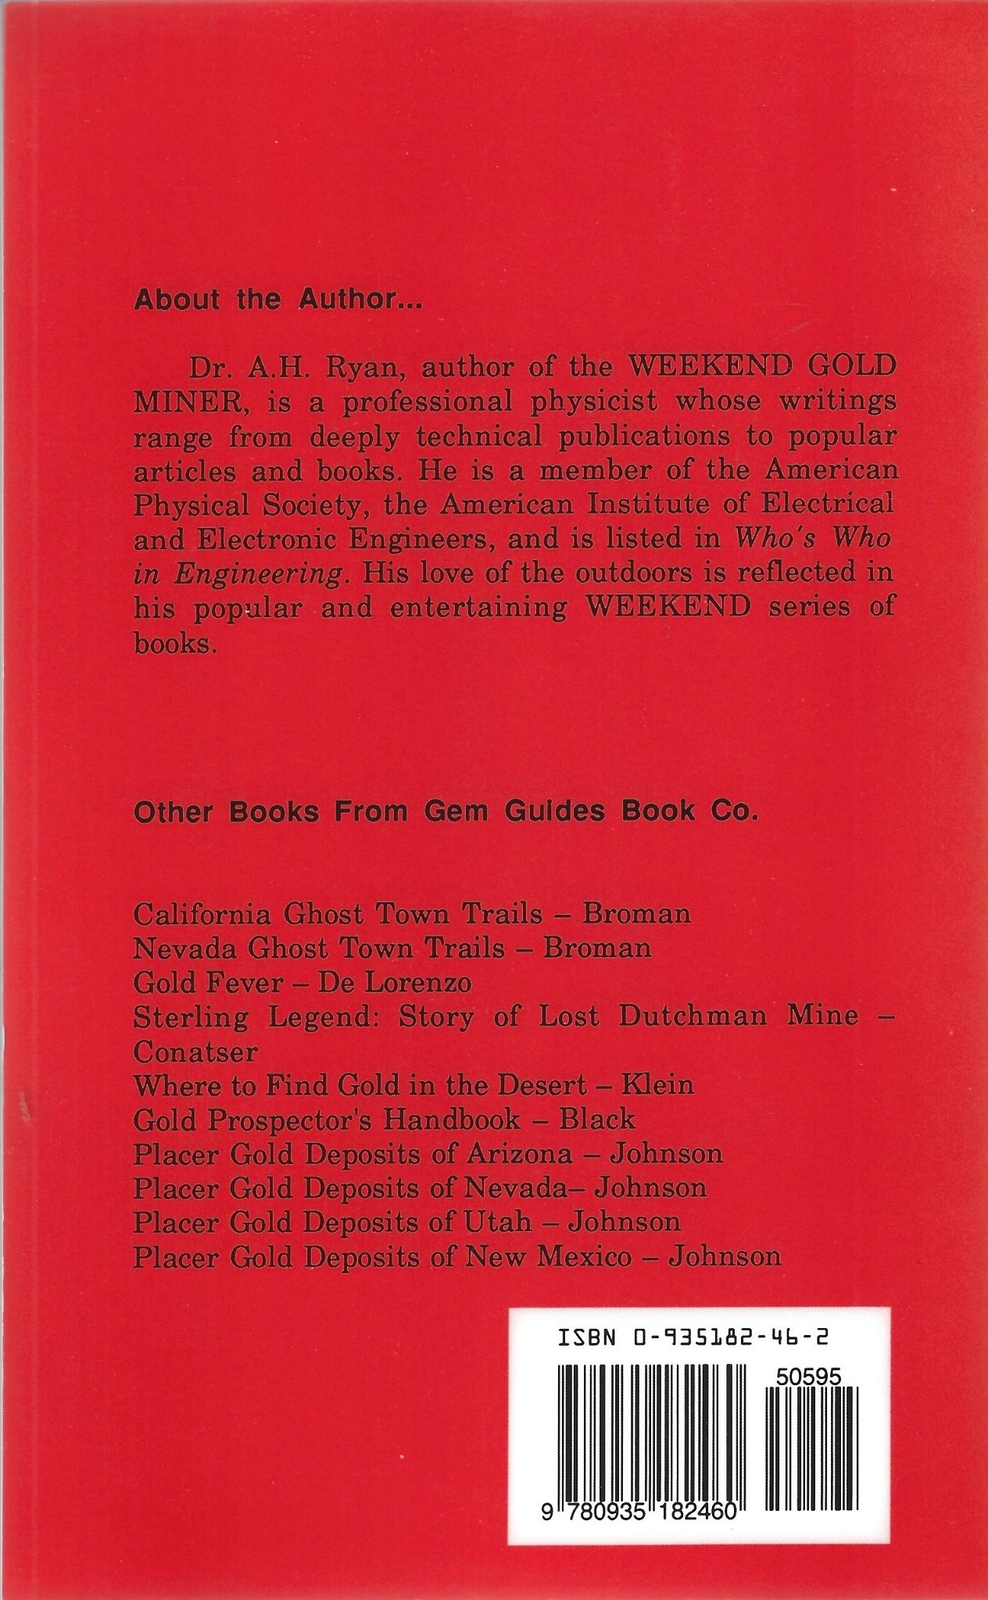 About the Author...
Dr. A.H. Ryan, author of the WEEKEND GOLD
MINER, is a professional physicist whose writings
range from deeply technical publications to popular
articles and books. He is a member of the American
Physical Society, the American Institute of Electrical
and Electronic Engineers, and is listed in Who's Who
in Engineering. His love of the outdoors is reflected in
his popular and entertaining WEEKEND series of
books.
Other Books From Gem Guides Book Co.
California Ghost Town Trails – Broman
Nevada Ghost Town Trails – Broman
Gold Fever – De Lorenzo
Sterling Legend: Story of Lost Dutchman Mine –
Conatser
Where to Find Gold in the Desert – Klein
Gold Prospector's Handbook – Black
Placer Gold Deposits of Arizona – Johnson
Placer Gold Deposits of Nevada– Johnson
Placer Gold Deposits of Utah – Johnson
Placer Gold Deposits of New Mexico – Johnson
ISBN 0-935182-46-2
50595
9 780935 182460